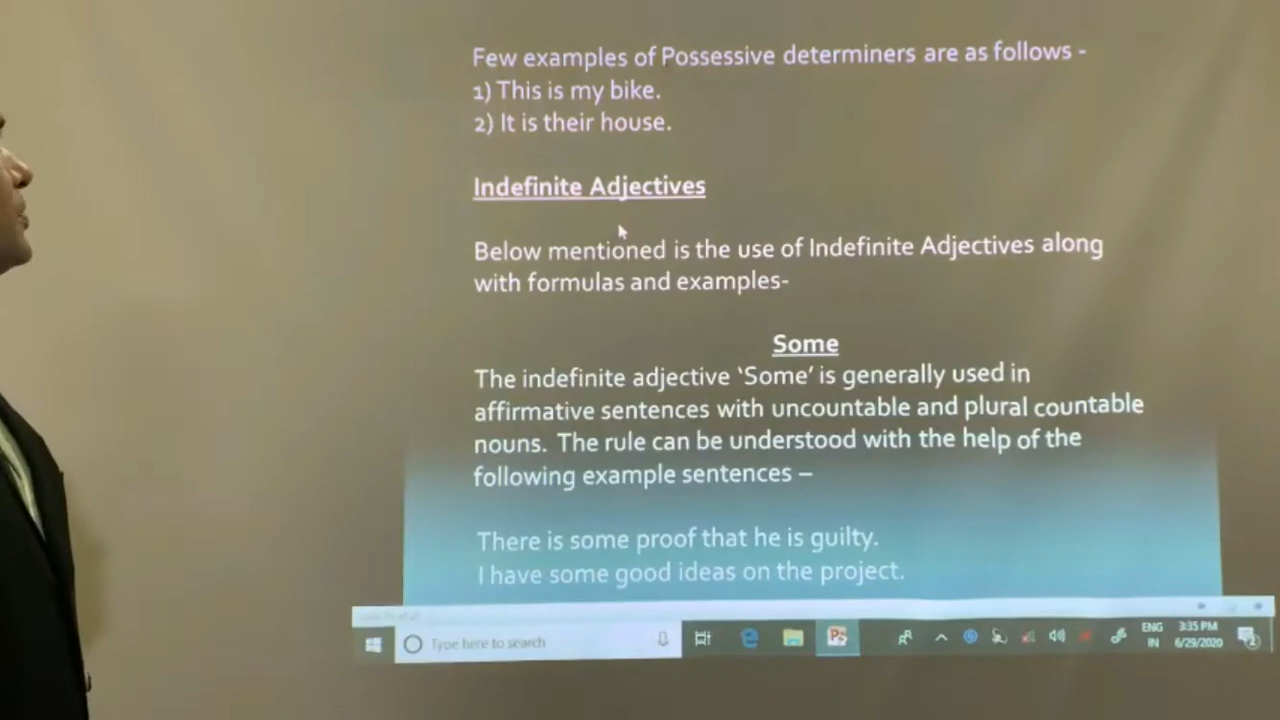 Few examples of Possessive determiners are as follows -
1) This is my bike.
2) It is their house.
Indefinite Adjectives
Below mentioned is the use of Indefinite Adjectives along
with formulas and examples-
Some
The indefinite adjective ‘Some’ is generally used in
affirmative sentences with uncountable and plural countable
nouns. The rule can be understood with the help of the
following example sentences –
There is some proof that he is guilty.
I have some good ideas on the project.
Type here to search
ENG
IN
3:35 PM
6/29/2020